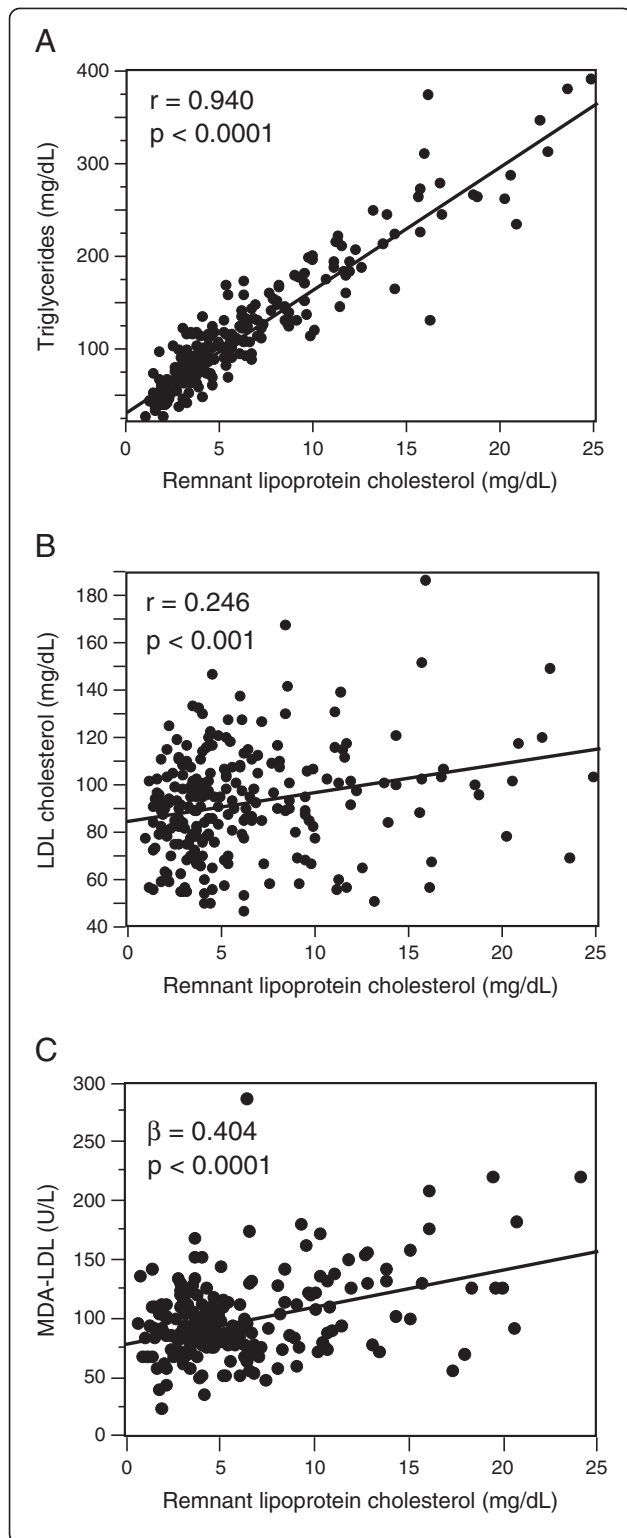 A
r = 0.940
p < 0.0001
Triglycerides (mg/dL)
400
300
200
100
0 5 10 15 20 25
Remnant lipoprotein cholesterol (mg/dL)
B
r = 0.246
p < 0.001
LDL cholesterol (mg/dL)
180
160
140
120
100
80
60
40
0 5 10 15 20 25
Remnant lipoprotein cholesterol (mg/dL)
C
β = 0.404
p < 0.0001
MDA-LDL (U/L)
300
250
200
150
100
50
0
0 5 10 15 20 25
Remnant lipoprotein cholesterol (mg/dL)